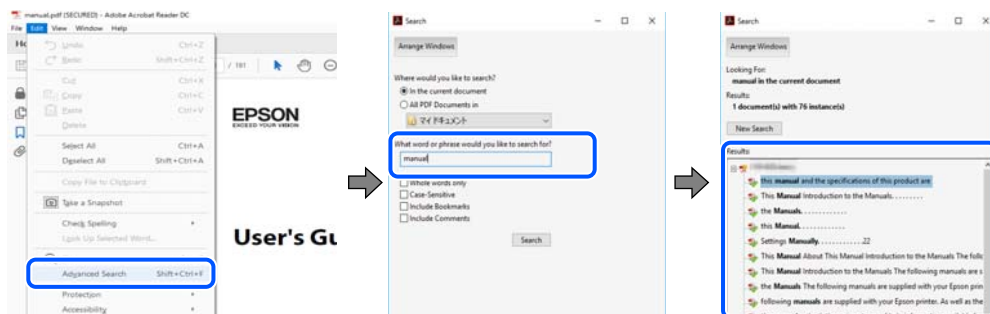 manual.pdf (SECURED) - Adobe Acrobat Reader DC
File Edit View Window Help
/ 191
Undo Ctrl+Z
Shift+Ctrl+Z
Cut Ctrl+X
Copy Ctrl+C
Paste Ctrl+V
Delete
Select All Ctrl+A
Deselect All Shift+Ctrl+A
Copy File to Clipboard
Take a Snapshot
Check Spelling
Look Up Selected Word...
Advanced Search Shift+Ctrl+F
Protection
Accessibility
EPSON
EXCEED YOUR VISION
User's Gu
Search
Arrange Windows
Where would you like to search?
In the current document
All PDF Documents in
マイ ドキュメント
What word or phrase would you like to search for?
manual
Whole words only
Case-Sensitive
Include Bookmarks
Include Comments
Search
Search
Arrange Windows
Looking For:
manual in the current document
Results:
1 document(s) with 76 instance(s)
New Search
Results:
this manual and the specifications of this product are
This Manual Introduction to the Manuals. . . . . . . .
the Manuals. . . . . . . . . . . . .
this Manual. . . . . . . . . . . . .
Settings Manually. . . . . . . . . . . .22
This Manual About This Manual Introduction to the Manuals The follo
This Manual Introduction to the Manuals The following manuals are s
the Manuals The following manuals are supplied with your Epson prin
following manuals are supplied with your Epson printer. As well as the